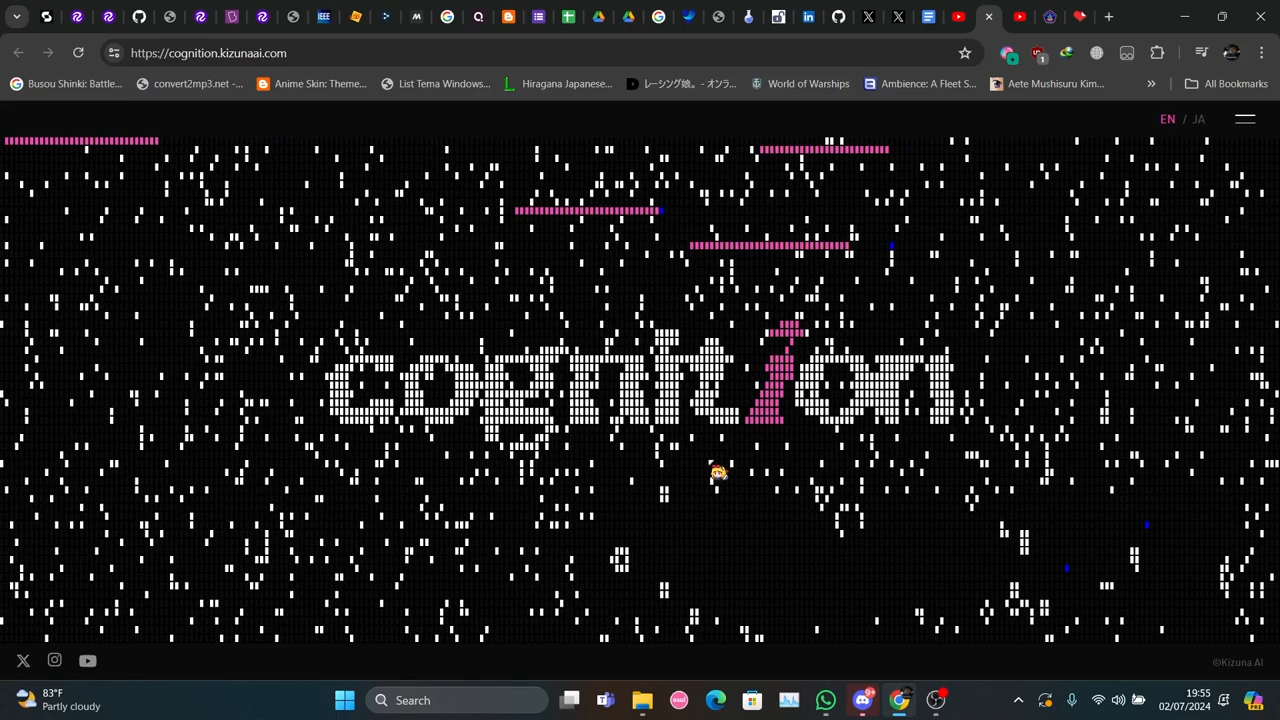 https://cognition.kizunaai.com
Busou Shinki: Battle...
convert2mp3.net -...
Anime Sins: Theme...
List Tema Windows...
Hiragana Japanese...
レーシング娘。 - オンラ...
World of Warships
Ambience: A Fleet S...
Aete Mushisuru Kim...
All Bookmarks
EN / JA
cognition
©Kizuna AI
83°F
Partly cloudy
Search
19:55
02/07/2024